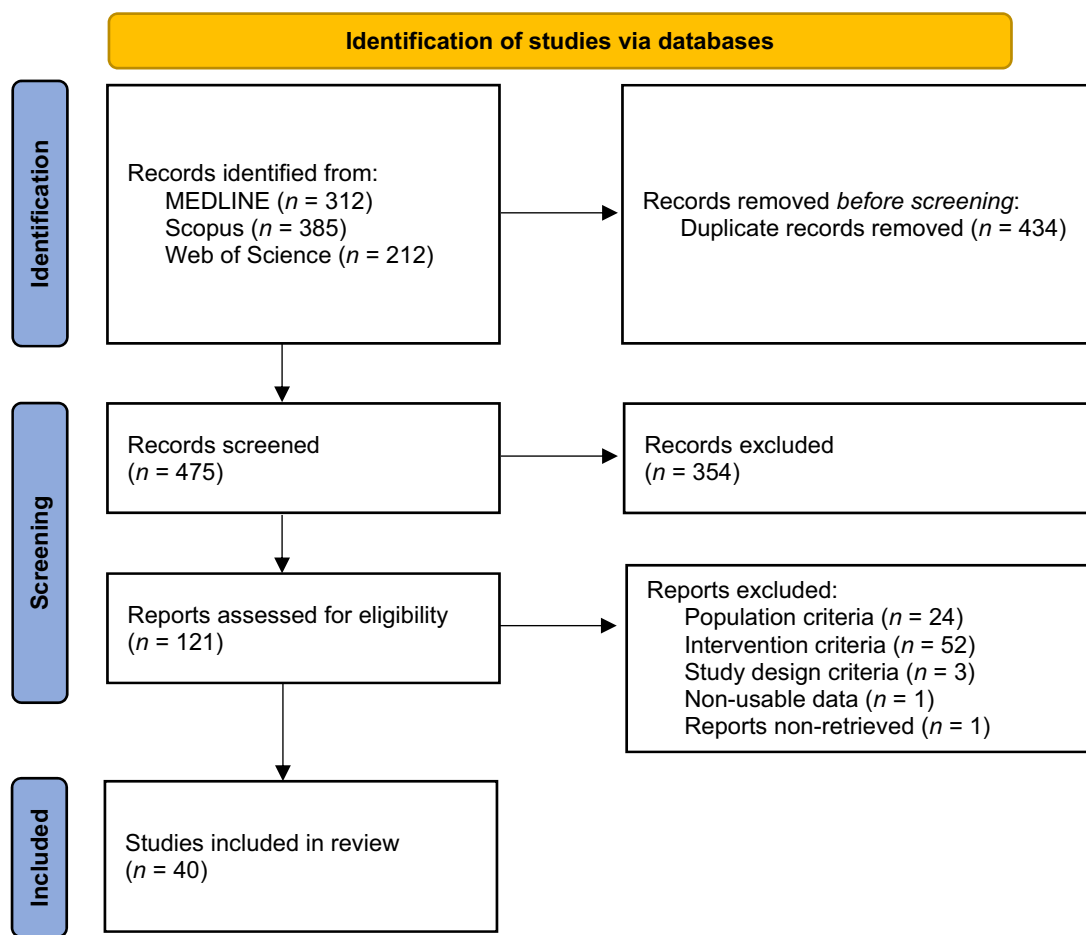 Identification of studies via databases
Identification
Records identified from:
MEDLINE (n = 312)
Scopus (n = 385)
Web of Science (n = 212)
Records removed before screening:
Duplicate records removed (n = 434)
Screening
Records screened
(n = 475)
Records excluded
(n = 354)
Reports assessed for eligibility
(n = 121)
Reports excluded:
Population criteria (n = 24)
Intervention criteria (n = 52)
Study design criteria (n = 3)
Non-usable data (n = 1)
Reports non-retrieved (n = 1)
Included
Studies included in review
(n = 40)